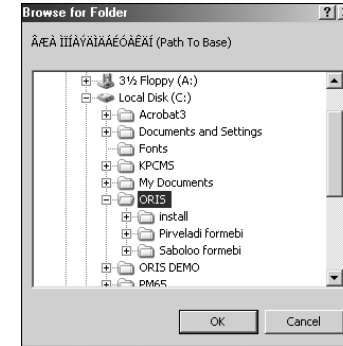 Browse for Folder
ÂÆÀ ÌÏÍÀÝÄÌÄÁÉÓÀÊÄÍ (Path To Base)
3½ Floppy (A:)
Local Disk (C:)
Acrobat3
Documents and Settings
Fonts
KPCMS
My Documents
ORIS
install
Pirveladi formebi
Saboloo formebi
ORIS DEMO
PM65
OK
Cancel